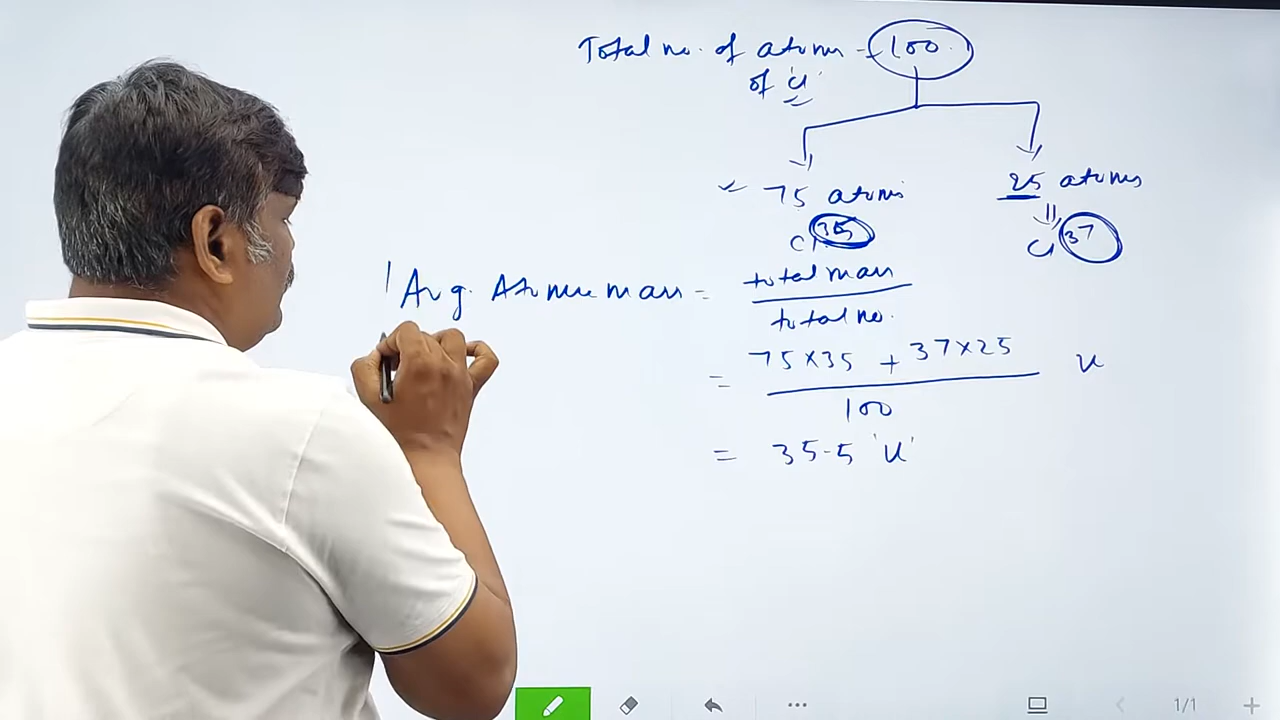 Total no. of atoms = 100
of 'Cl'
75 atoms 25 atoms
Cl 35 Cl 37
Avg. Atomic mass = total mass
total no.
= 75×35 + 37×25 u
100
= 35.5 'u'
1/1